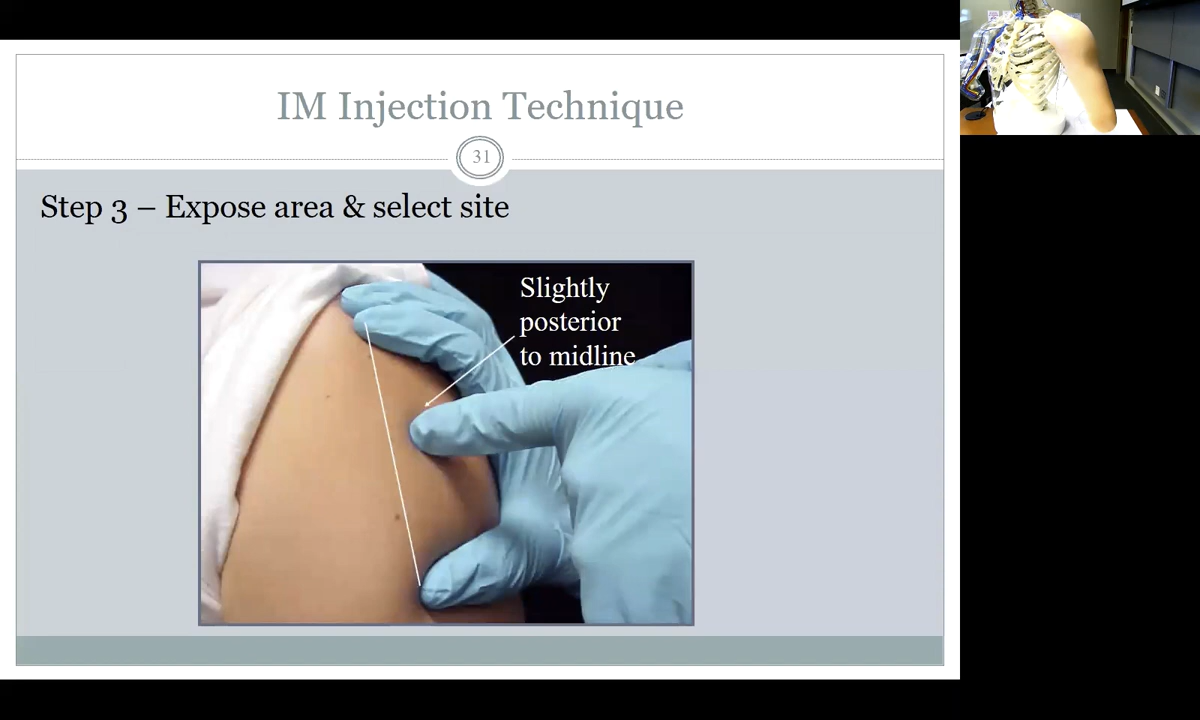 IM Injection Technique
31
Step 3 – Expose area & select site
Slightly
posterior
to midline